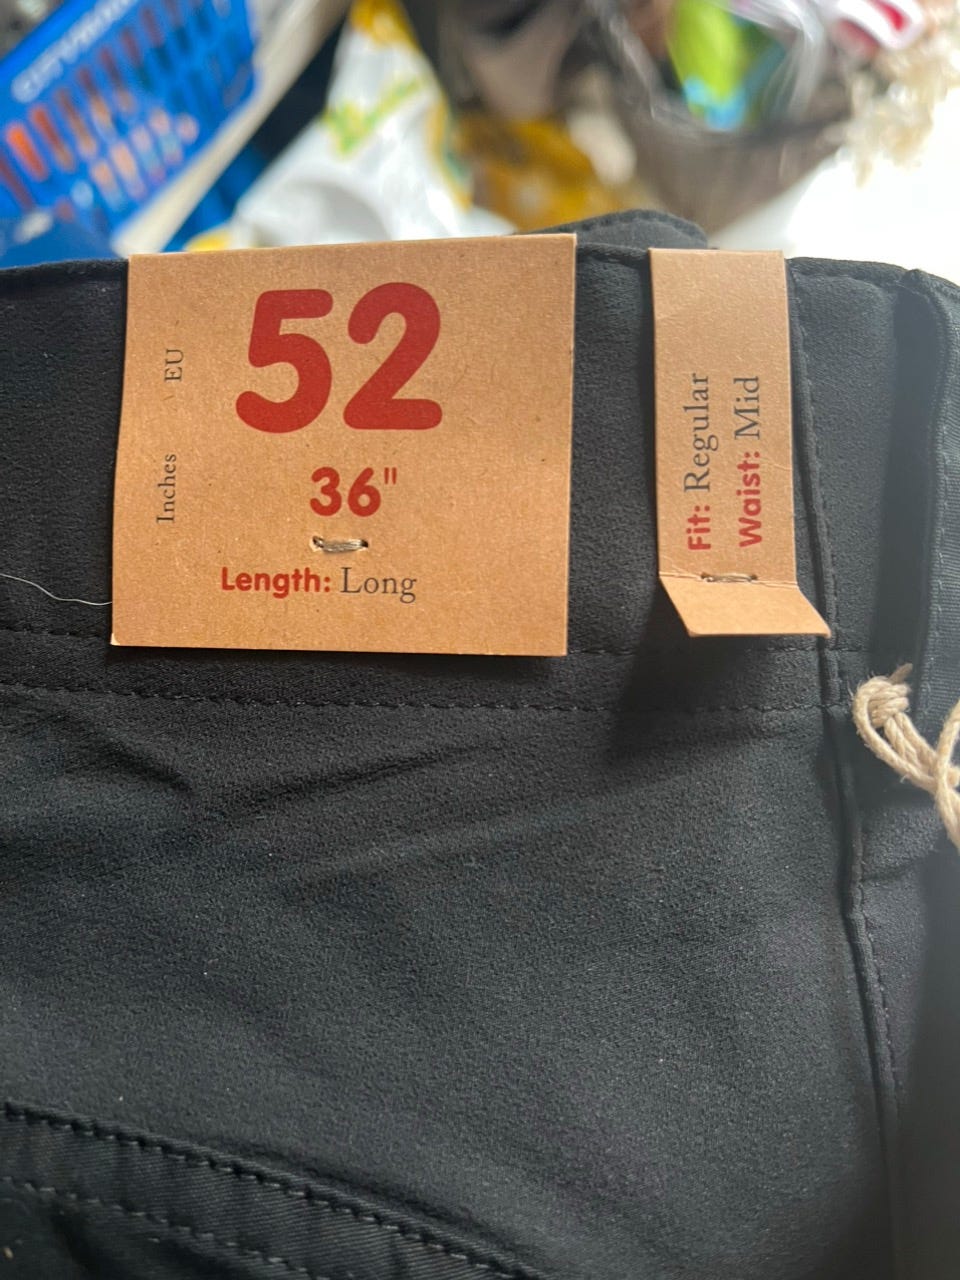 52
EU
36"
Inches
Length: Long
Fit: Regular
Waist: Mid